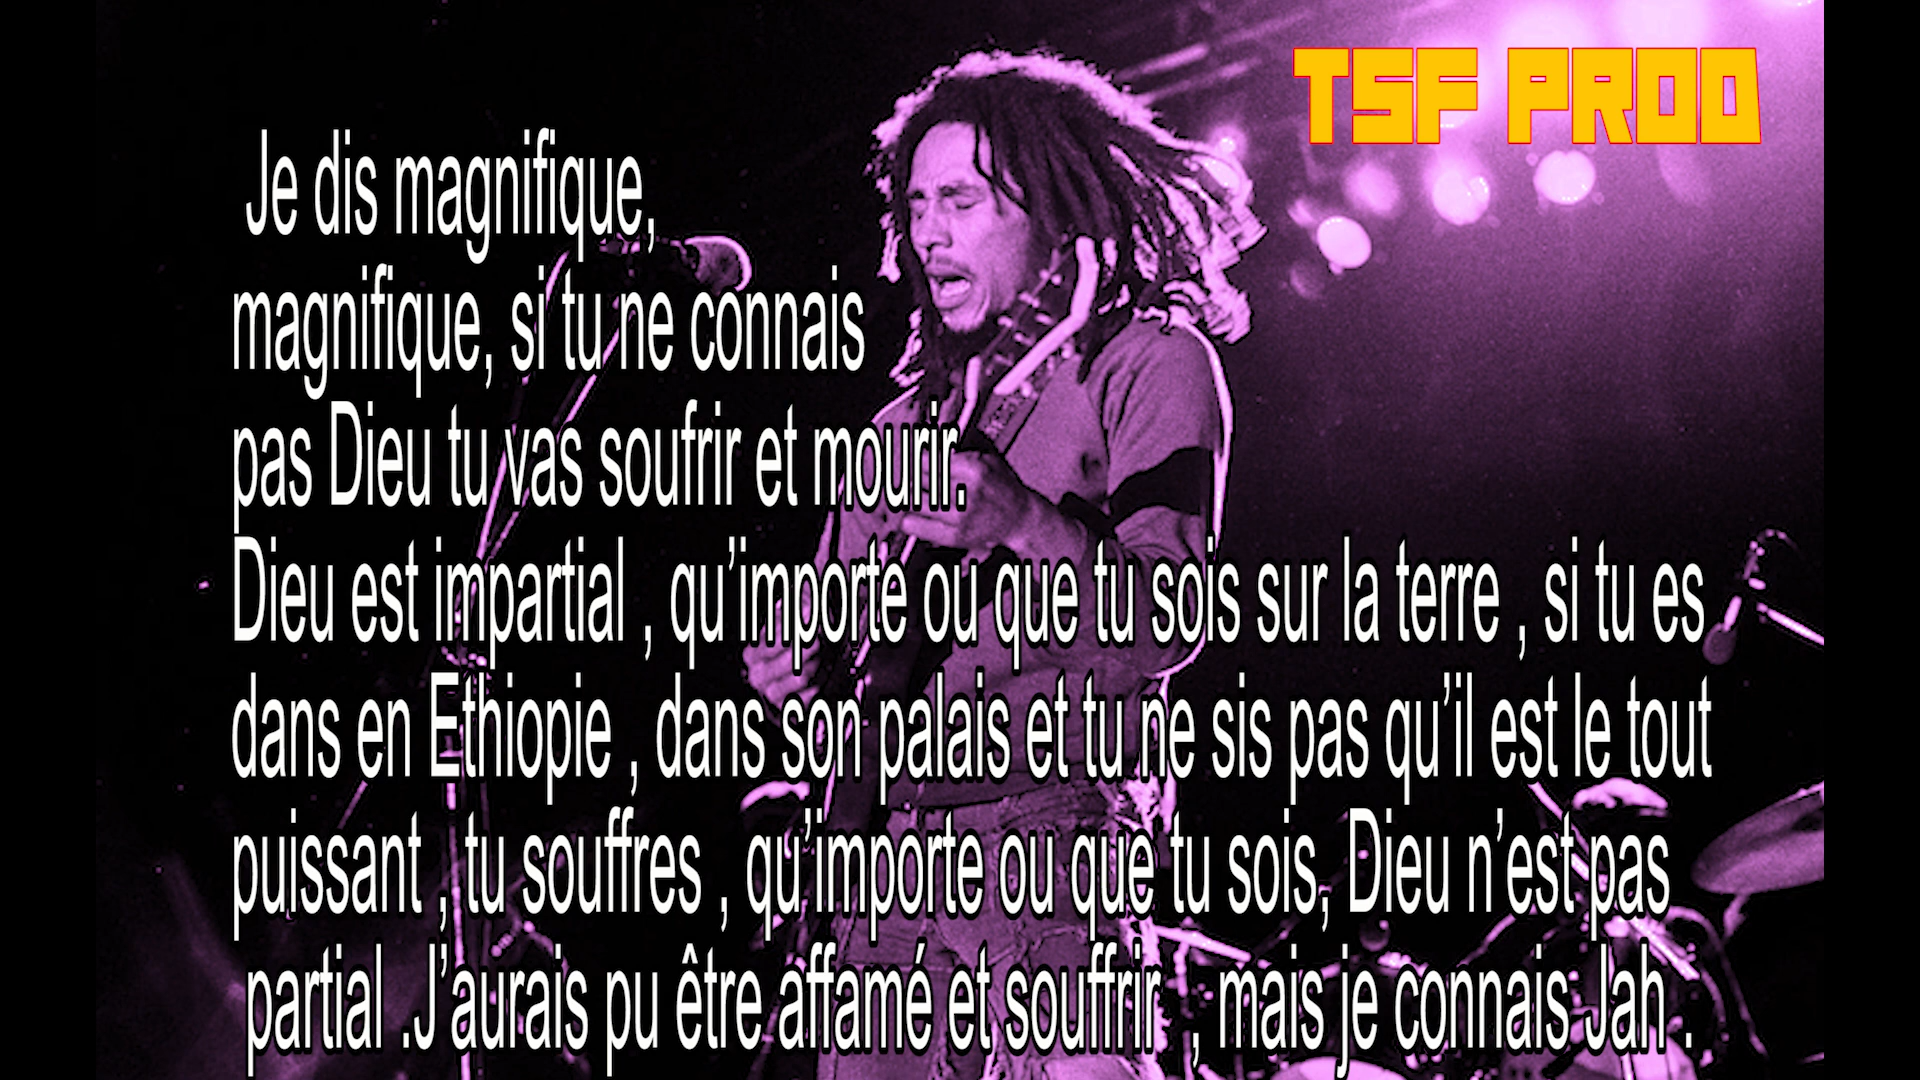 TSF PROD
Je dis magnifique,
magnifique, si tu ne connais
pas Dieu tu vas soufrir et mourir.
Dieu est impartial , qu’importe ou que tu sois sur la terre , si tu es
dans en Ethiopie , dans son palais et tu ne sis pas qu’il est le tout
puissant , tu souffres , qu’importe ou que tu sois, Dieu n’est pas
partial .J’aurais pu être affamé et souffrir , mais je connais Jah .